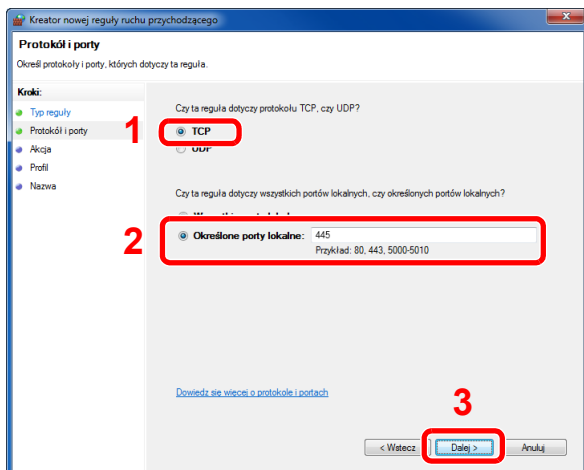 Kreator nowej reguły ruchu przychodzącego
Protokół i porty
Określ protokoły i porty, których dotyczy ta reguła.
Kroki:
Typ reguły
Protokół i porty
Akcja
Profil
Nazwa
Czy ta reguła dotyczy protokołu TCP, czy UDP?
1
TCP
UDP
Czy ta reguła dotyczy wszystkich portów lokalnych, czy określonych portów lokalnych?
2
Określone porty lokalne: 445
Przykład: 80, 443, 5000-5010
Dowiedz się więcej o protokole i portach
3
< Wstecz Dalej > Anuluj